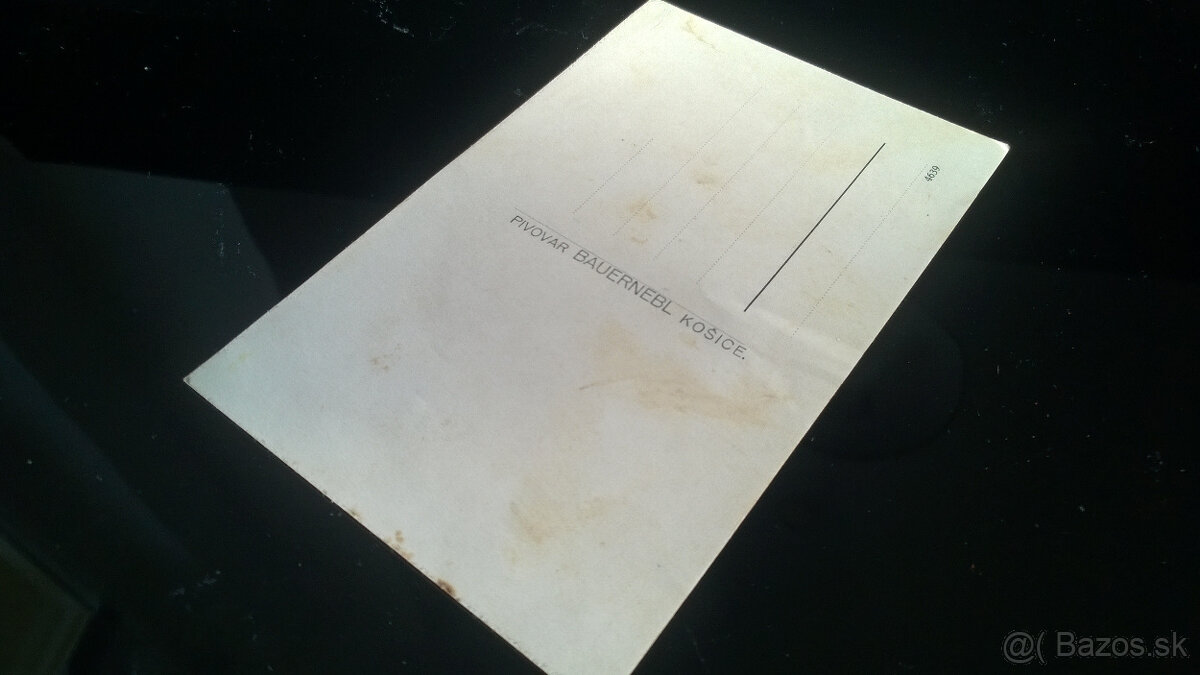 PIVOVAR BAUERNEBL KOŠICE.
4639
@( Bazos.sk